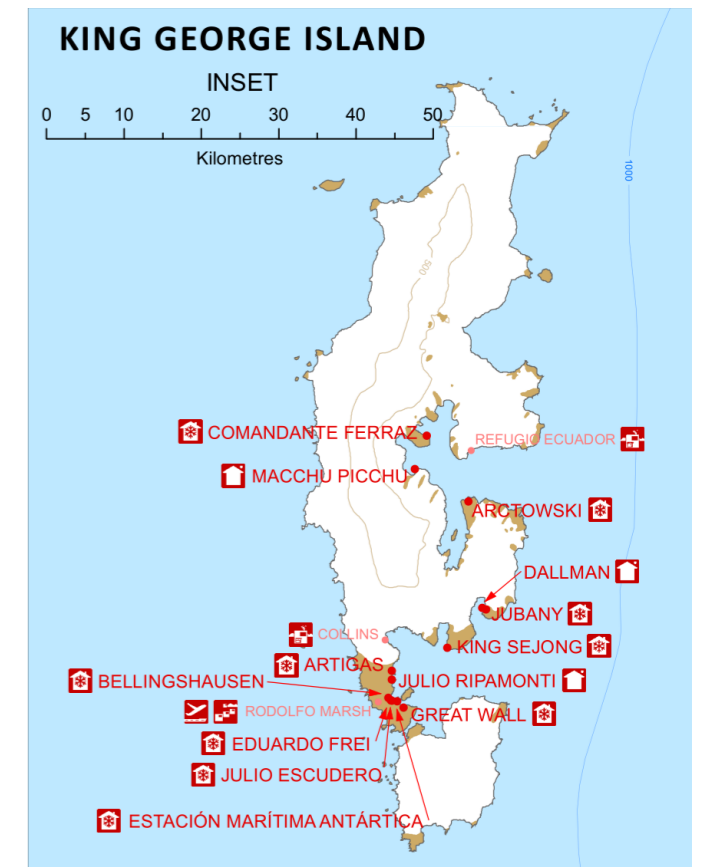 KING GEORGE ISLAND
INSET
0 5 10 20 30 40 50
Kilometres
1000
500
COMANDANTE FERRAZ
REFUGIO ECUADOR
MACCHU PICCHU
ARCTOWSKI
DALLMAN
JUBANY
COLLINS
KING SEJONG
ARTIGAS
BELLINGSHAUSEN
JULIO RIPAMONTI
RODOLFO MARSH
GREAT WALL
EDUARDO FREI
JULIO ESCUDERO
ESTACIÓN MARÍTIMA ANTÁRTICA